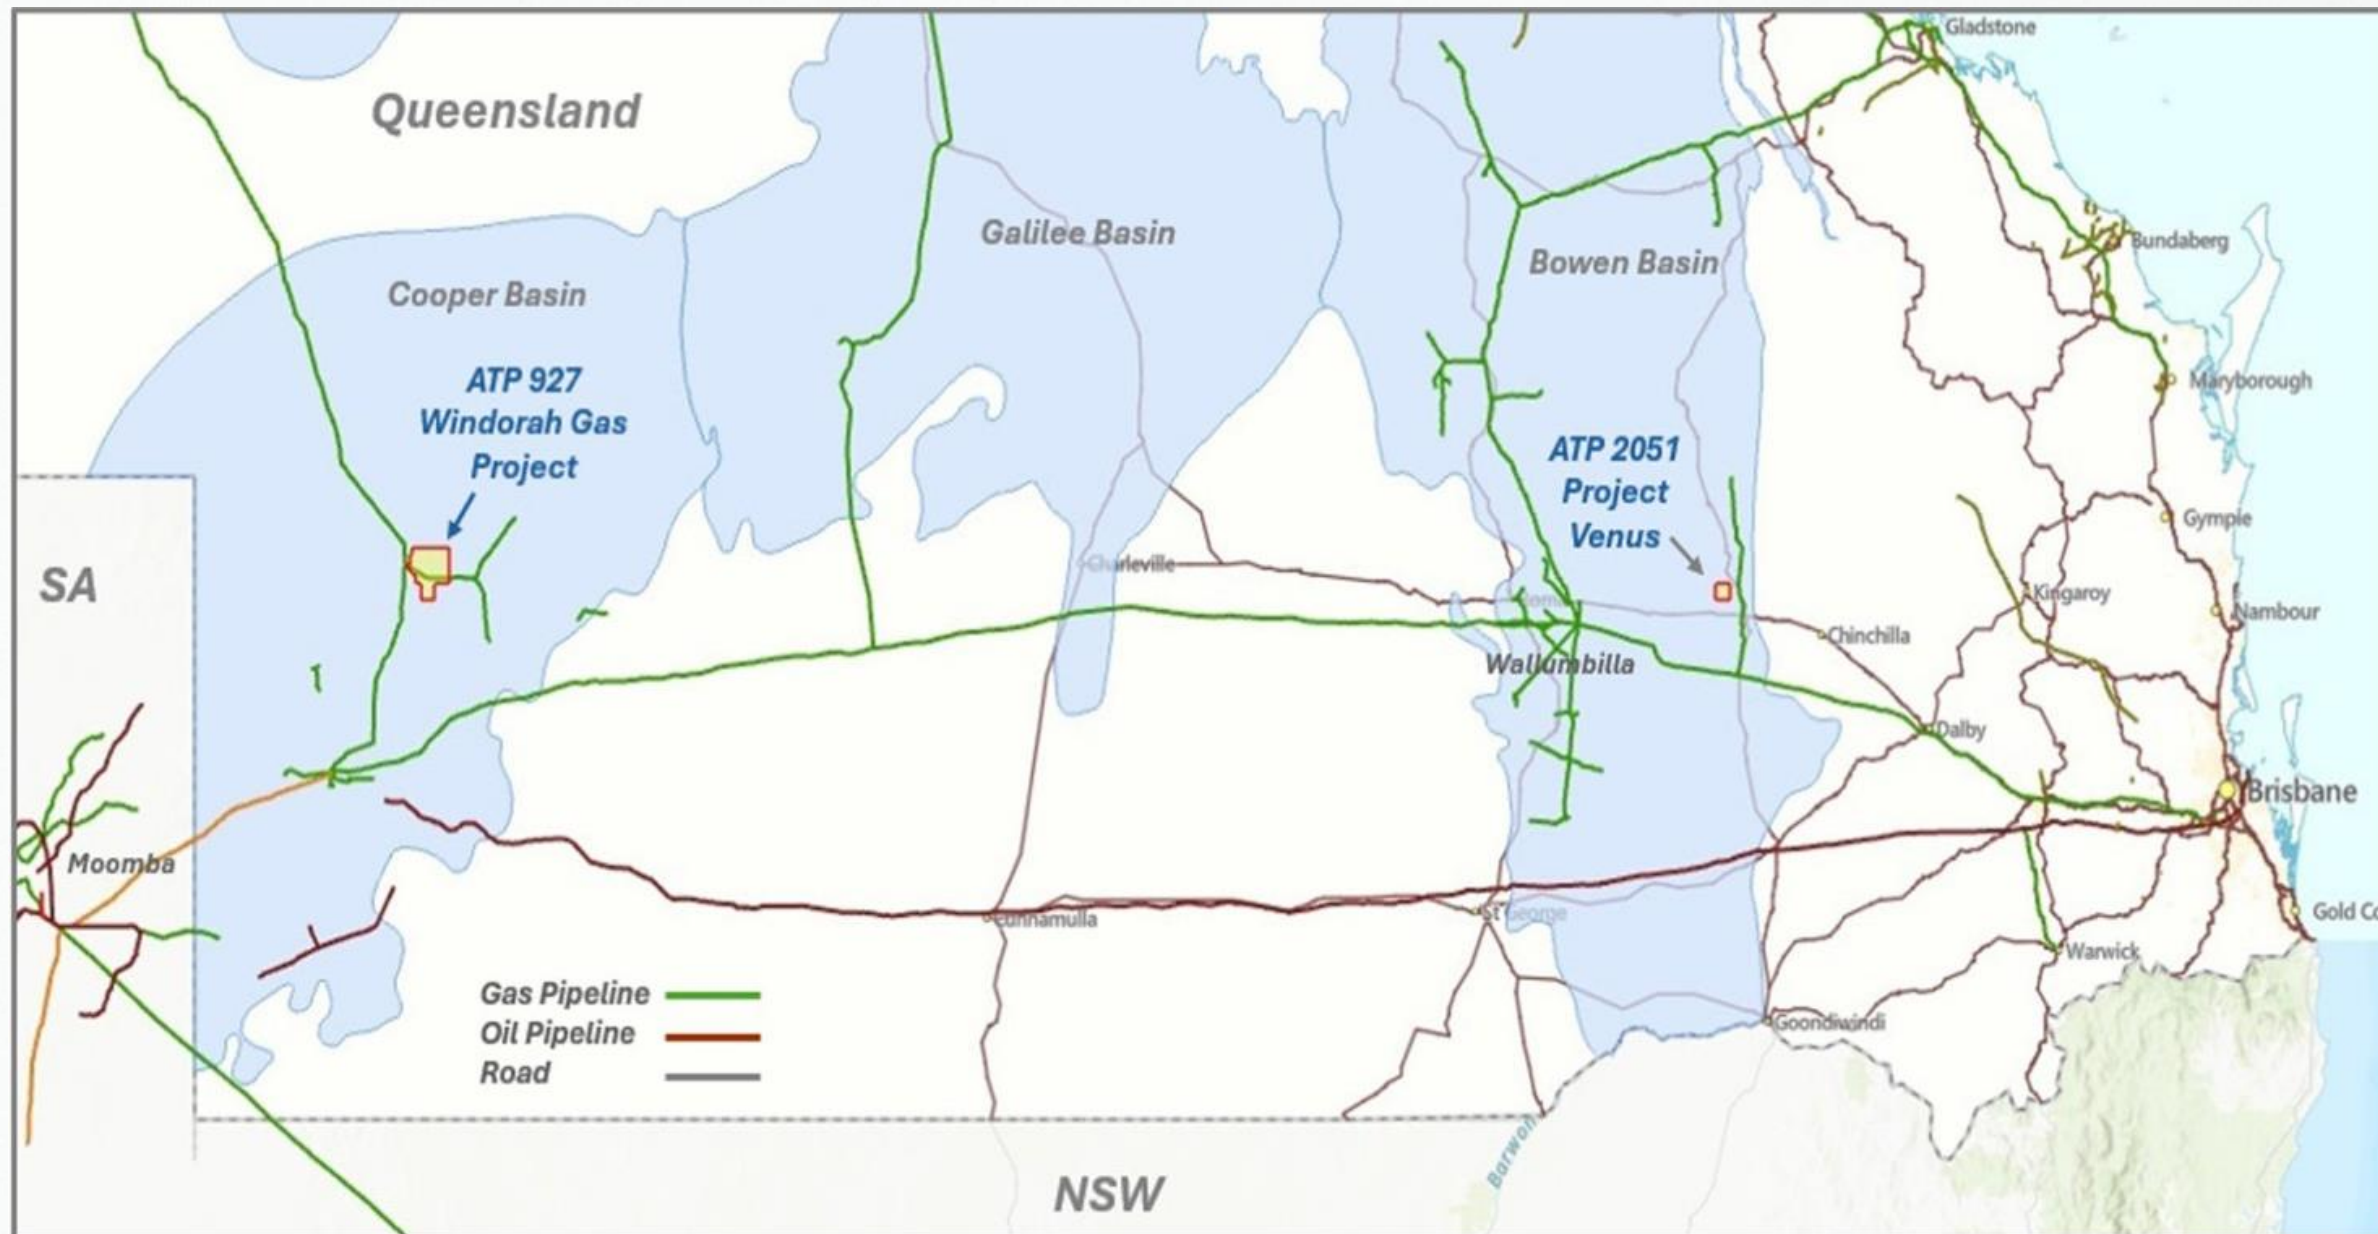 Gladstone
Queensland
Galilee Basin
Bundaberg
Bowen Basin
Cooper Basin
ATP 927
Windorah Gas
Project
Maryborough
ATP 2051
Project
Venus
Gympie
SA
Charleville
Kingaroy
Nambour
Chinchilla
Wallumbilla
Dalby
Brisbane
Moomba
St George
Gold Co
Cunnamulla
Warwick
Gas Pipeline
Oil Pipeline
Road
Goondiwindi
Barwon
NSW